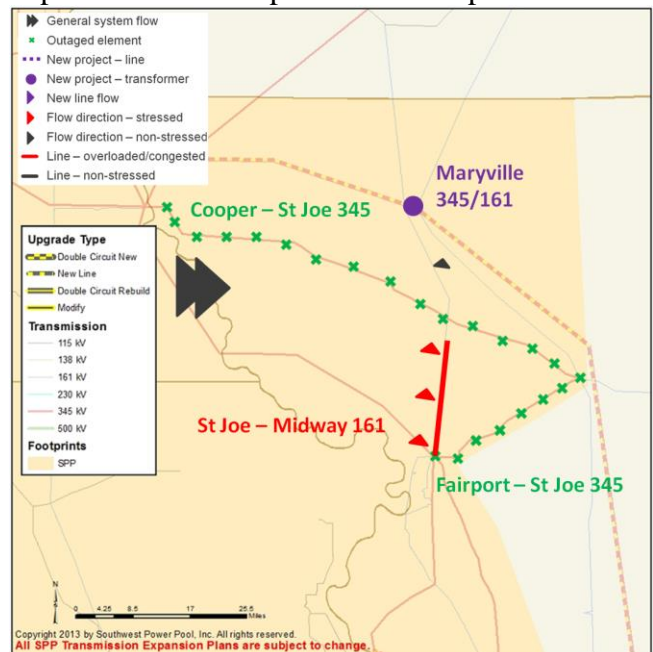 General system flow
Outaged element
New project – line
New project – transformer
New line flow
Flow direction – stressed
Flow direction – non-stressed
Line – overloaded/congested
Line – non-stressed
Maryville
345/161
Cooper – St Joe 345
Upgrade Type
Double Circuit New
New Line
Double Circuit Rebuild
Modify
Transmission
115 kV
138 kV
161 kV
230 kV
345 kV
500 kV
Footprints
SPP
St Joe – Midway 161
Fairport – St Joe 345
N
S
0 4.25 8.5 17 25.5
Miles
Copyright 2013 by Southwest Power Pool, Inc. All rights reserved.
All SPP Transmission Expansion Plans are subject to change.